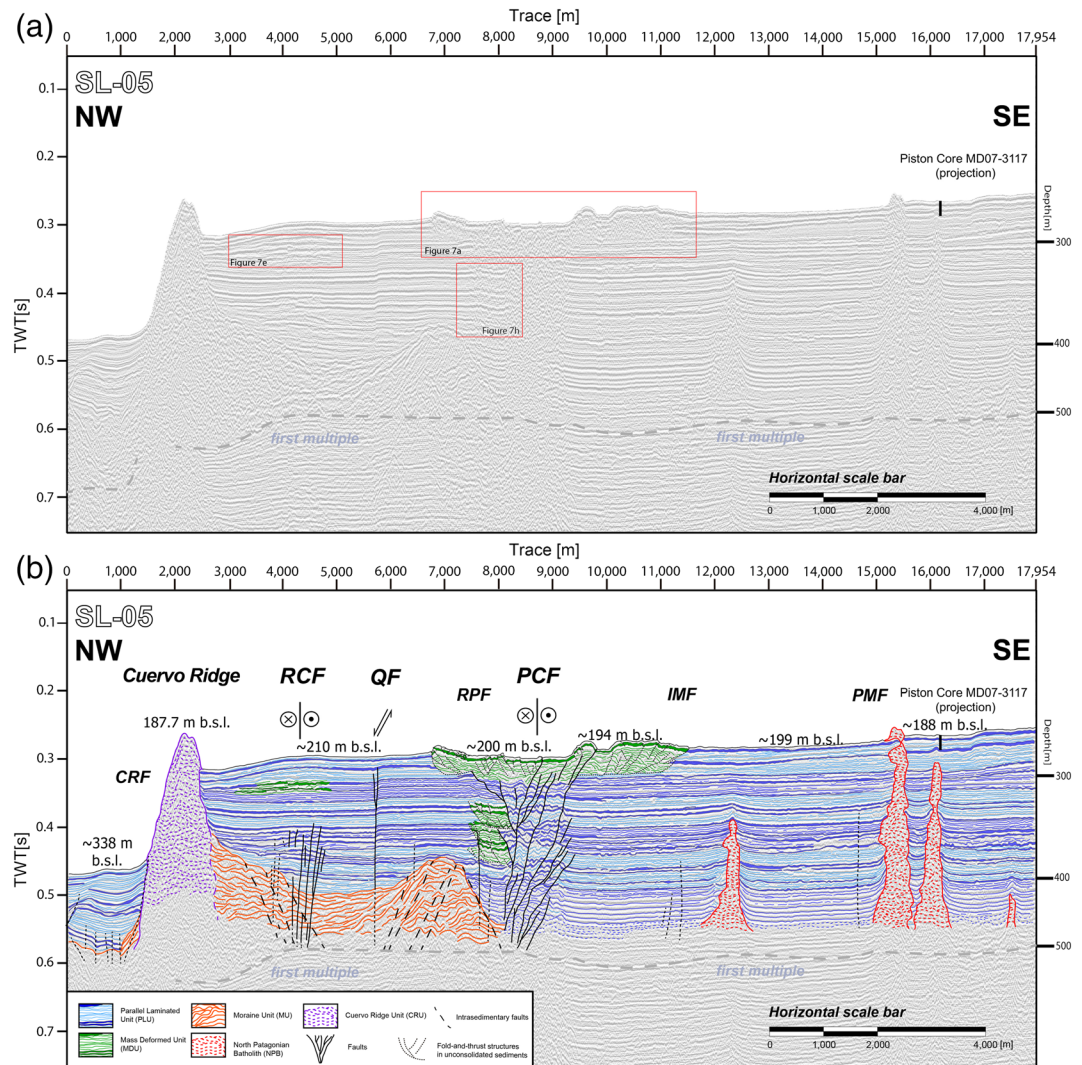 (a)
Trace [m]
0 1,000 2,000 3,000 4,000 5,000 6,000 7,000 8,000 9,000 10,000 11,000 12,000 13,000 14,000 15,000 16,000 17,000 17,954
SL-05
NW
SE
Piston Core MD07-3117
(projection)
TWT[s]
0.1
0.2
0.3
0.4
0.5
0.6
0.7
Depth[m]
300
400
500
Figure 7e
Figure 7a
Figure 7h
first multiple
first multiple
Horizontal scale bar
0 1,000 2,000 4,000 [m]
(b)
Trace [m]
0 1,000 2,000 3,000 4,000 5,000 6,000 7,000 8,000 9,000 10,000 11,000 12,000 13,000 14,000 15,000 16,000 17,000 17,954
SL-05
NW
SE
Cuervo Ridge
RCF
QF
RPF
PCF
IMF
PMF
Piston Core MD07-3117
(projection)
187.7 m b.s.l.
~210 m b.s.l.
~200 m b.s.l.
~194 m b.s.l.
~199 m b.s.l.
~188 m b.s.l.
CRF
~338 m
b.s.l.
TWT[s]
0.1
0.2
0.3
0.4
0.5
0.6
0.7
Depth[m]
300
400
500
first multiple
first multiple
Horizontal scale bar
0 1,000 2,000 4,000 [m]
Parallel Laminated
Unit (PLU)
Moraine Unit (MU)
Cuervo Ridge Unit (CRU)
Intrasedimentary faults
Mass Deformed Unit
(MDU)
North Patagonian
Batholith (NPB)
Faults
Fold-and-thrust structures
in unconsolidated sediments